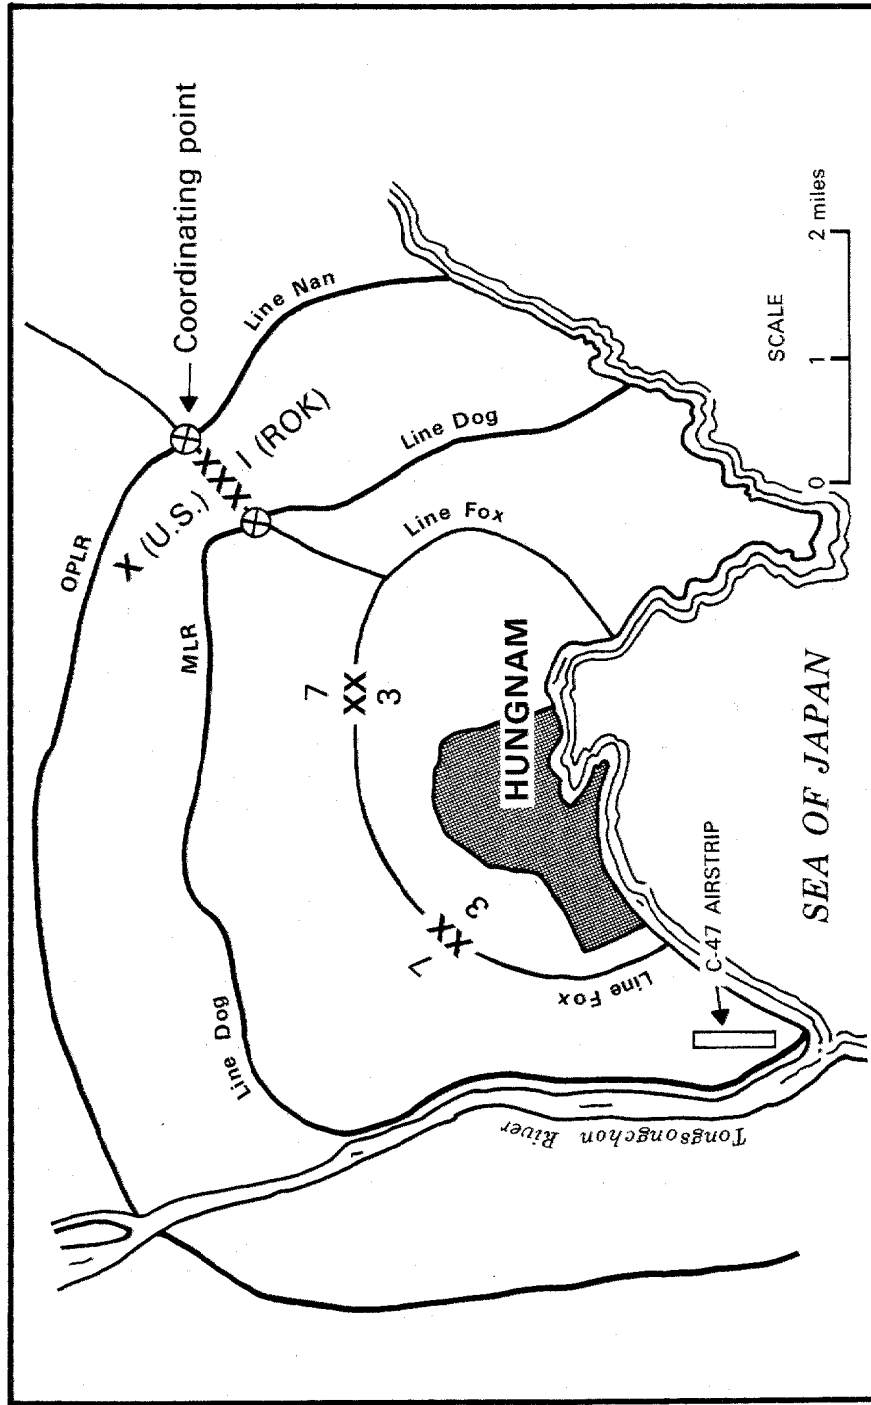 Coordinating point
OPLR
X (U.S.)
XXX
I (ROK)
Line Nan
MLR
Line Dog
Line Dog
Line Fox
7
XX
3
7
XX
3
HUNGNAM
Line Fox
C-47 AIRSTRIP
Tongsongchon River
SEA OF JAPAN
SCALE
0 1 2 miles